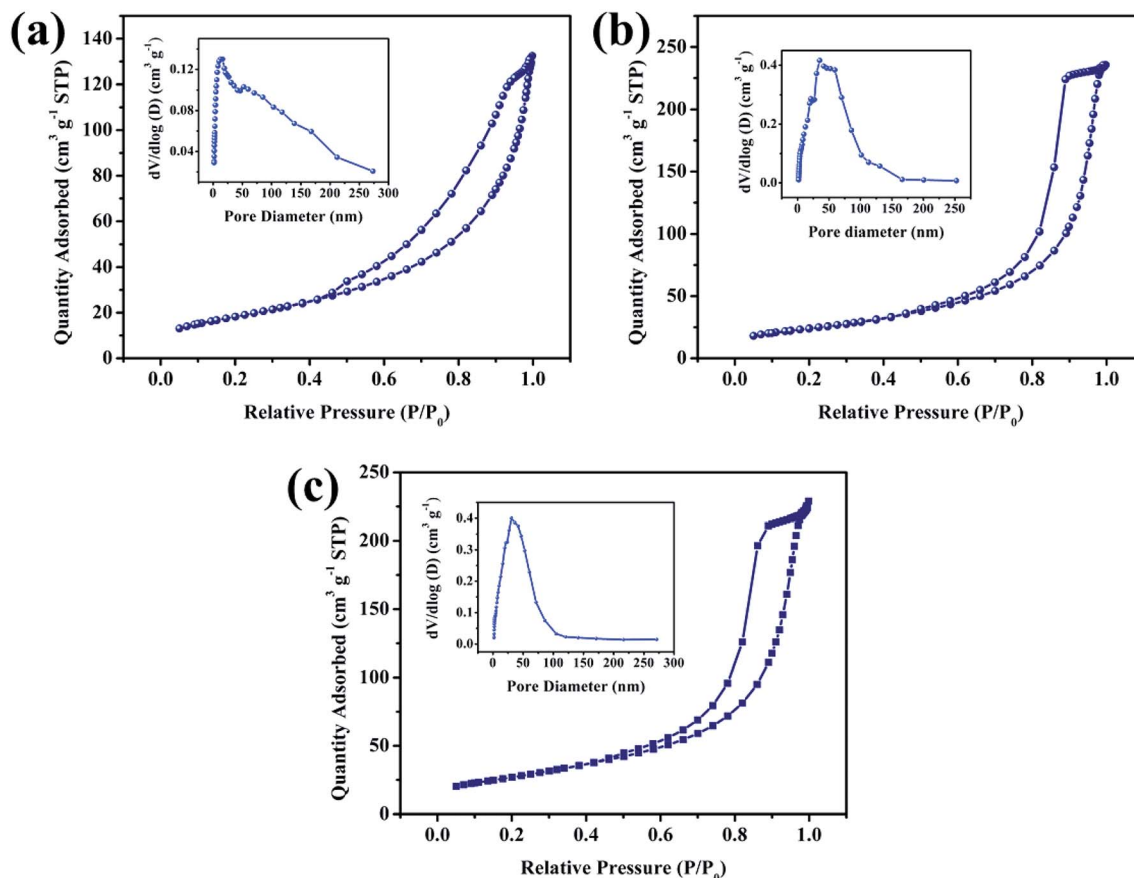 (a)
140
120
100
80
60
40
20
0
Quantity Adsorbed (cm³ g⁻¹ STP)
0.0 0.2 0.4 0.6 0.8 1.0
Relative Pressure (P/P₀)
0.12
0.08
0.04
dV/dlog (D) (cm³ g⁻¹)
0 50 100 150 200 250 300
Pore Diameter (nm)
(b)
250
200
150
100
50
0
Quantity Adsorbed (cm³ g⁻¹ STP)
0.0 0.2 0.4 0.6 0.8 1.0
Relative Pressure (P/P₀)
0.4
0.2
0.0
dV/dlog (D) (cm³ g⁻¹)
0 50 100 150 200 250
Pore diameter (nm)
(c)
250
200
150
100
50
0
Quantity Adsorbed (cm³ g⁻¹ STP)
0.0 0.2 0.4 0.6 0.8 1.0
Relative Pressure (P/P₀)
0.4
0.3
0.2
0.1
0.0
dV/dlog (D) (cm³ g⁻¹)
0 50 100 150 200 250 300
Pore Diameter (nm)